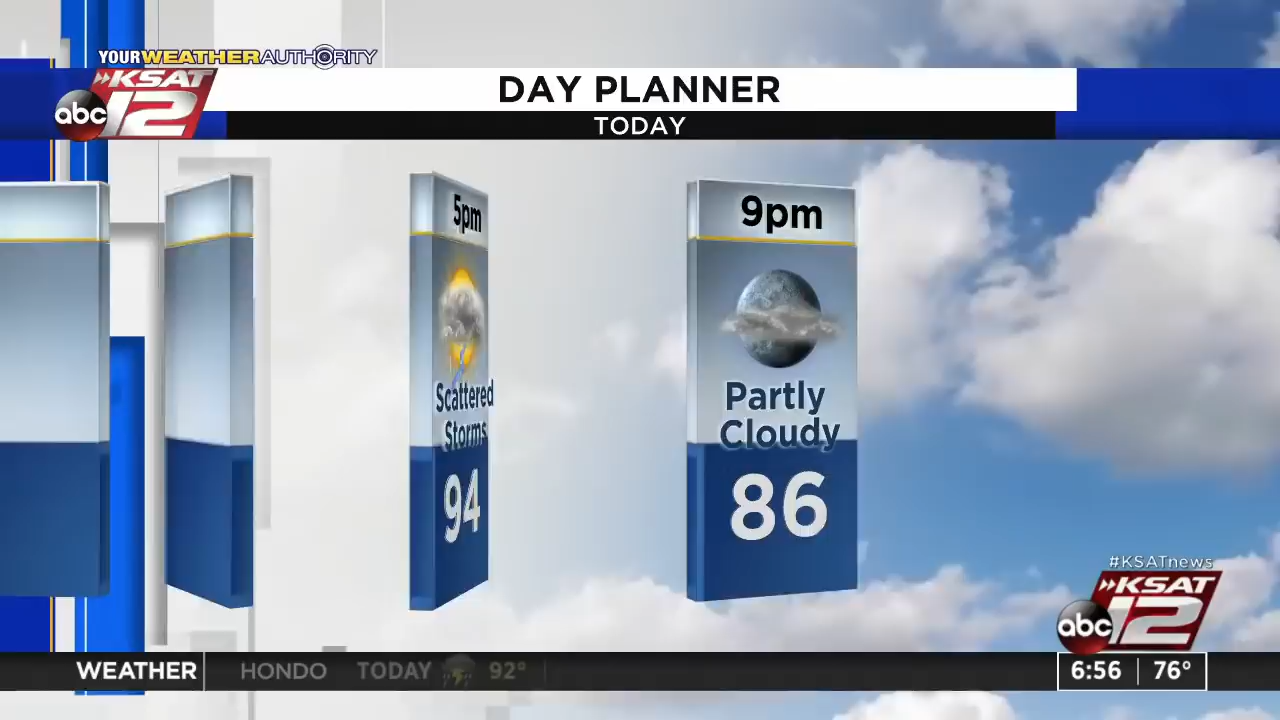 YOURWEATHERAUTHORITY
KSAT
abc 12
DAY PLANNER
TODAY
5pm
Scattered
Storms
94
9pm
Partly
Cloudy
86
#KSATnews
KSAT
abc 12
WEATHER HONDO TODAY 92°
6:56 76°